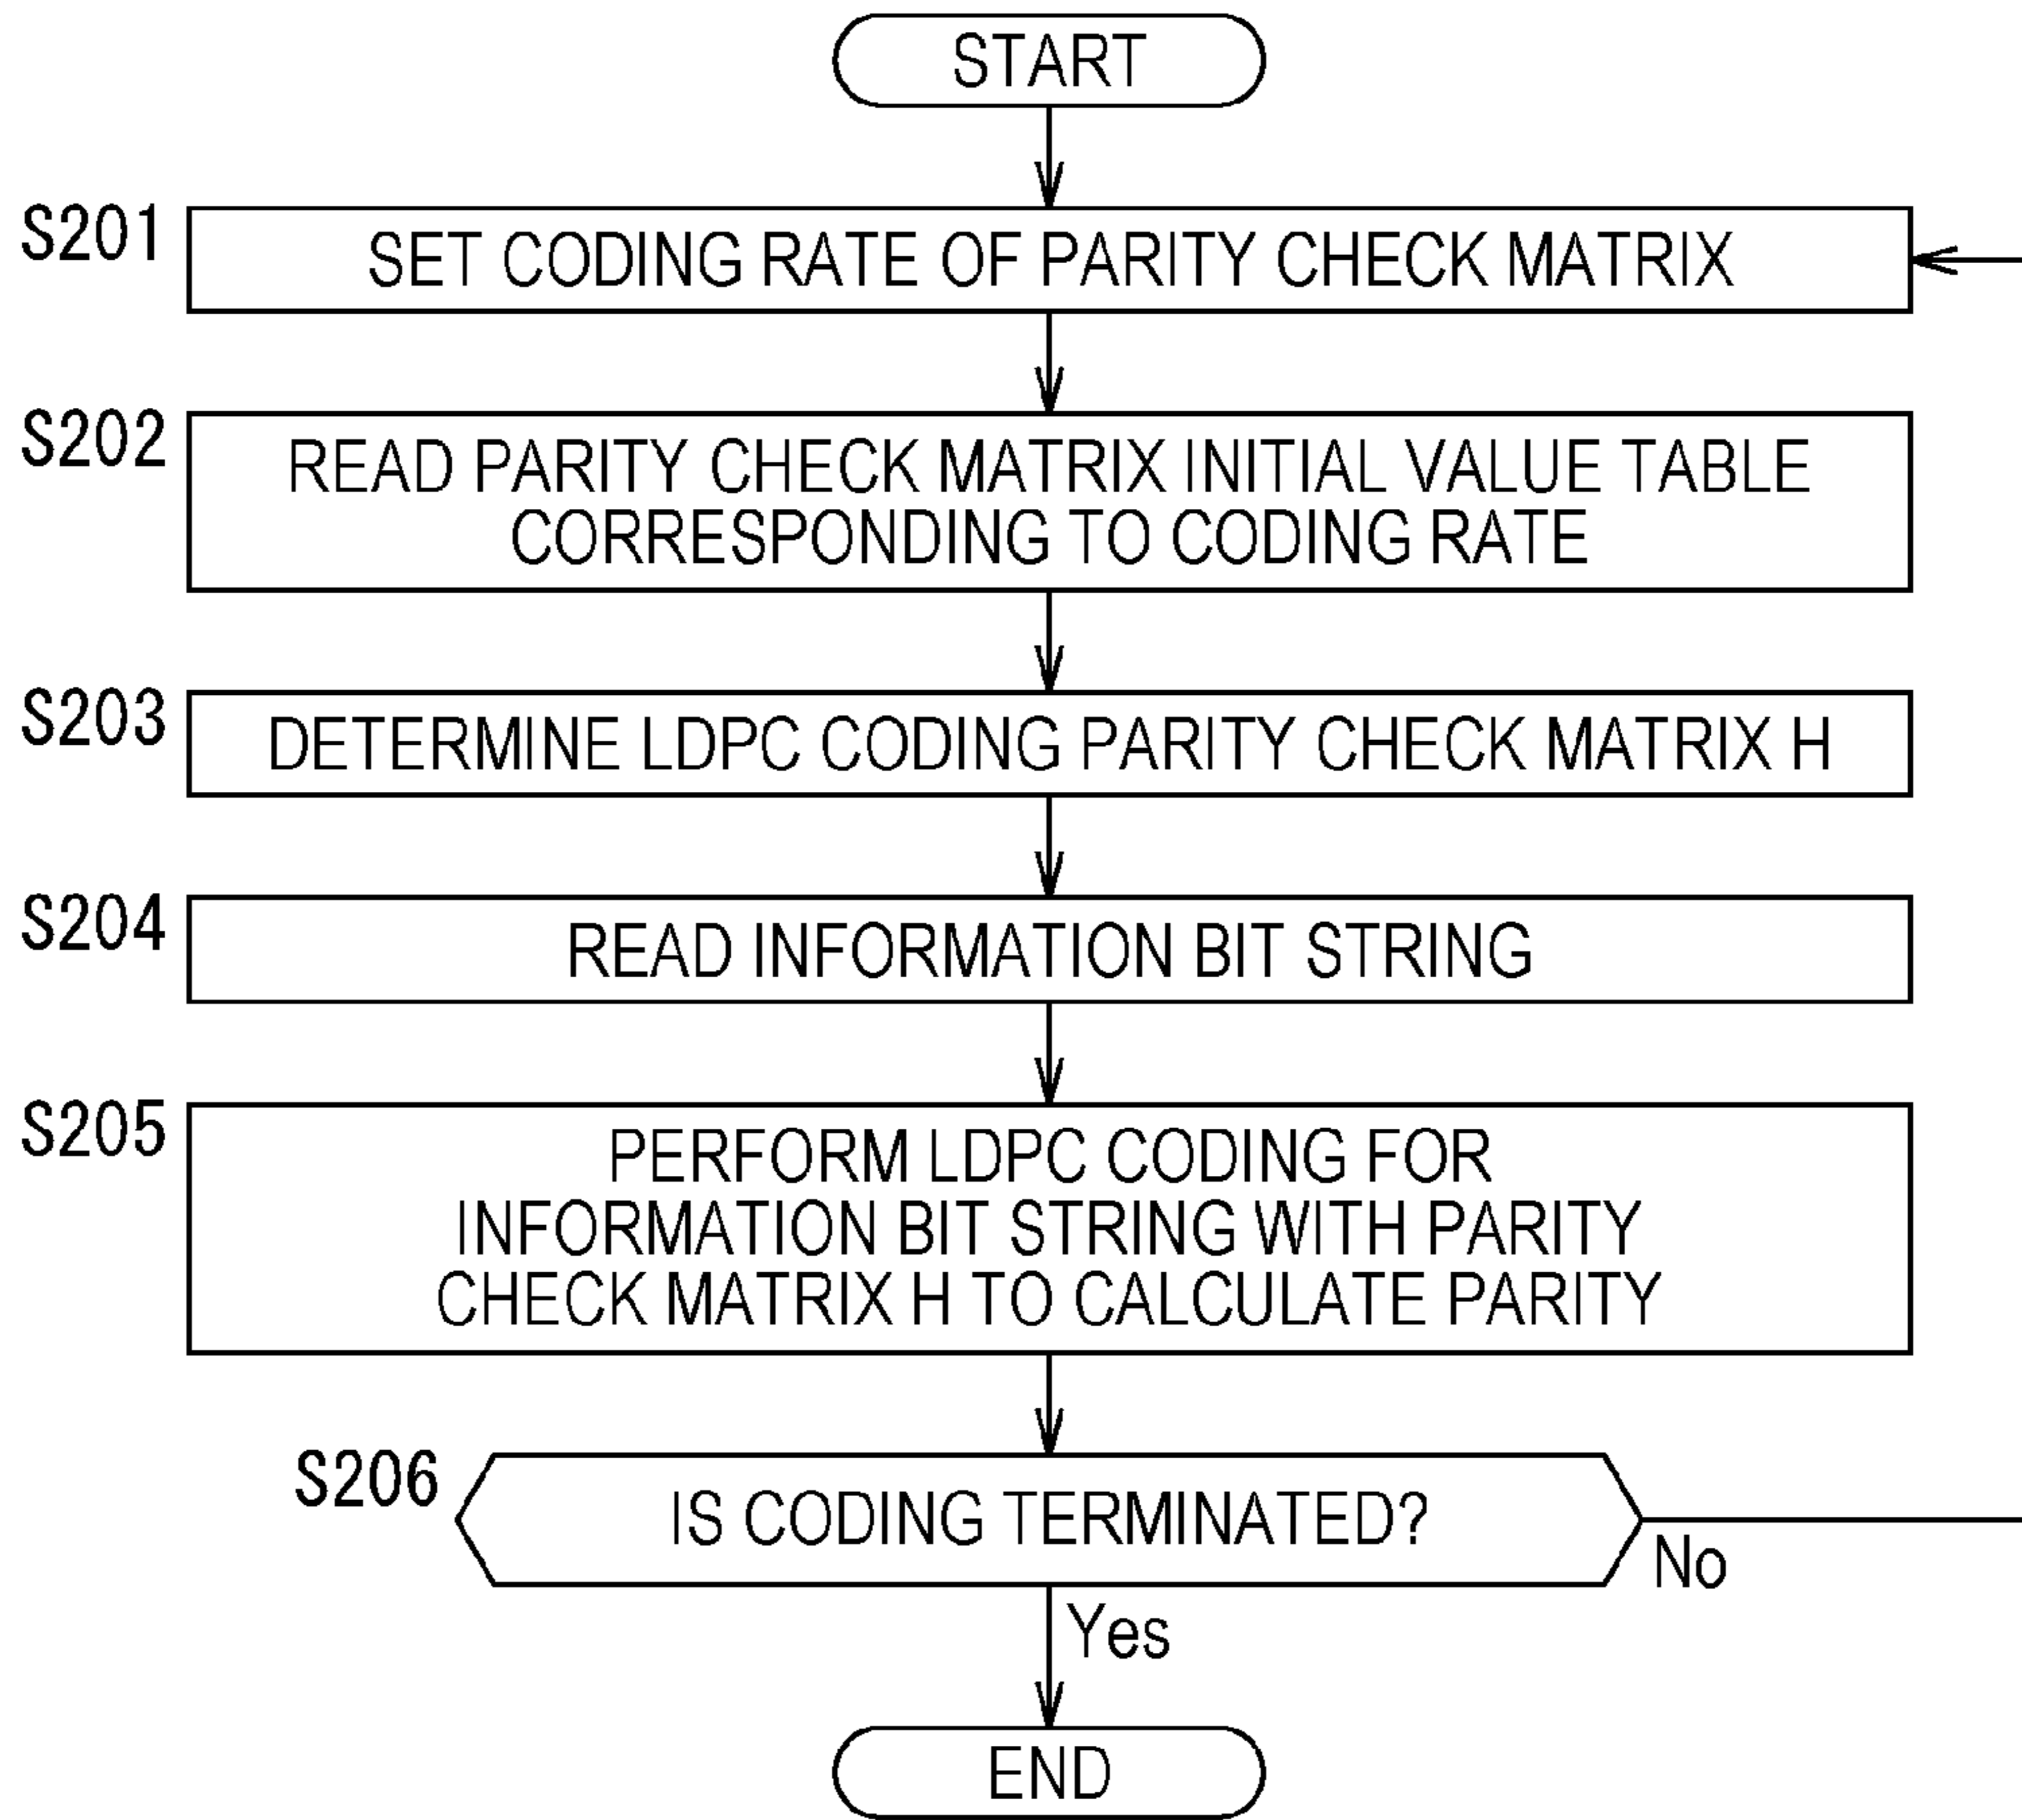 START
S201
SET CODING RATE OF PARITY CHECK MATRIX
S202
READ PARITY CHECK MATRIX INITIAL VALUE TABLE
CORRESPONDING TO CODING RATE
S203
DETERMINE LDPC CODING PARITY CHECK MATRIX H
S204
READ INFORMATION BIT STRING
S205
PERFORM LDPC CODING FOR
INFORMATION BIT STRING WITH PARITY
CHECK MATRIX H TO CALCULATE PARITY
S206
IS CODING TERMINATED?
No
Yes
END